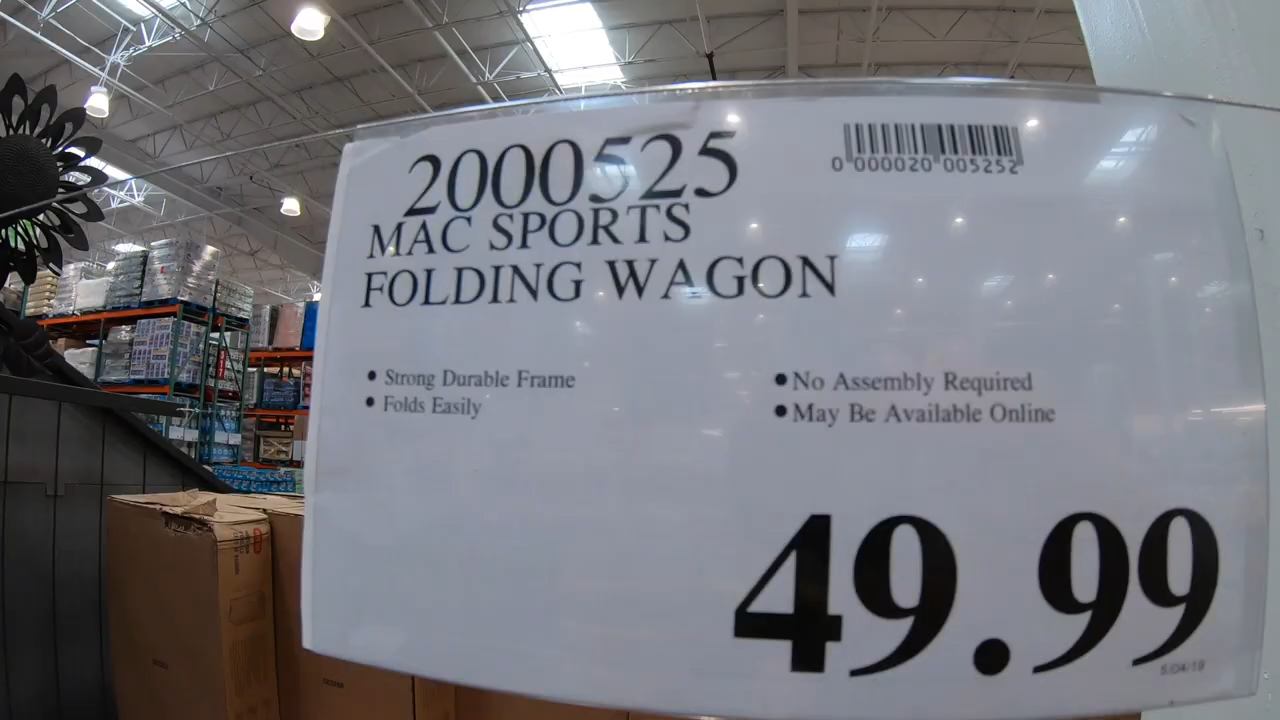 2000525
0 000020 005252
MAC SPORTS
FOLDING WAGON
• Strong Durable Frame
• Folds Easily
• No Assembly Required
• May Be Available Online
49.99
5/04/19